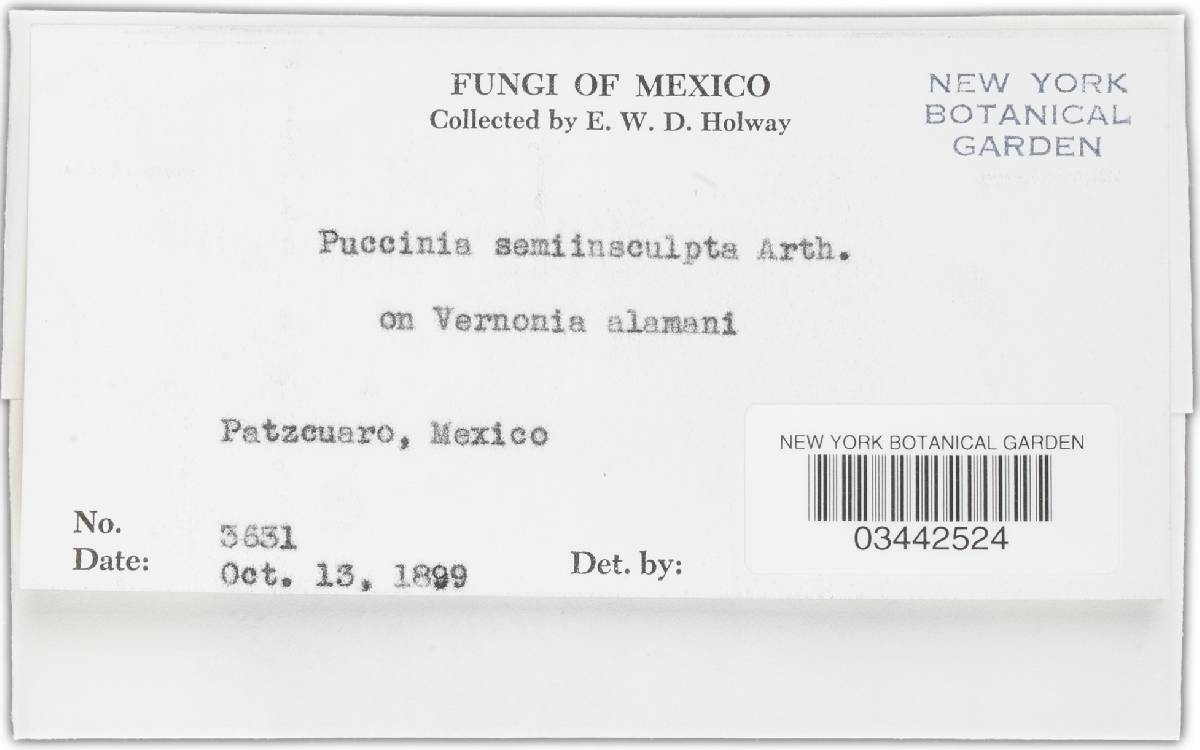 FUNGI OF MEXICO
Collected by E. W. D. Holway
NEW YORK
BOTANICAL
GARDEN
Puccinia semiinsculpta Arth.
on Vernonia alamani
Patzcuaro, Mexico
No. 3631
Date: Oct. 13, 1899
Det. by:
NEW YORK BOTANICAL GARDEN
03442524